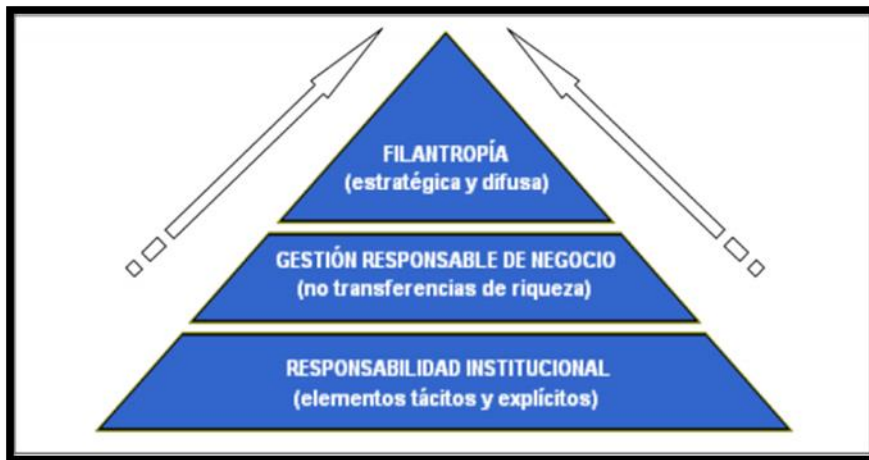 FILANTROPÍA
(estratégica y difusa)
GESTIÓN RESPONSABLE DE NEGOCIO
(no transferencias de riqueza)
RESPONSABILIDAD INSTITUCIONAL
(elementos tácitos y explícitos)